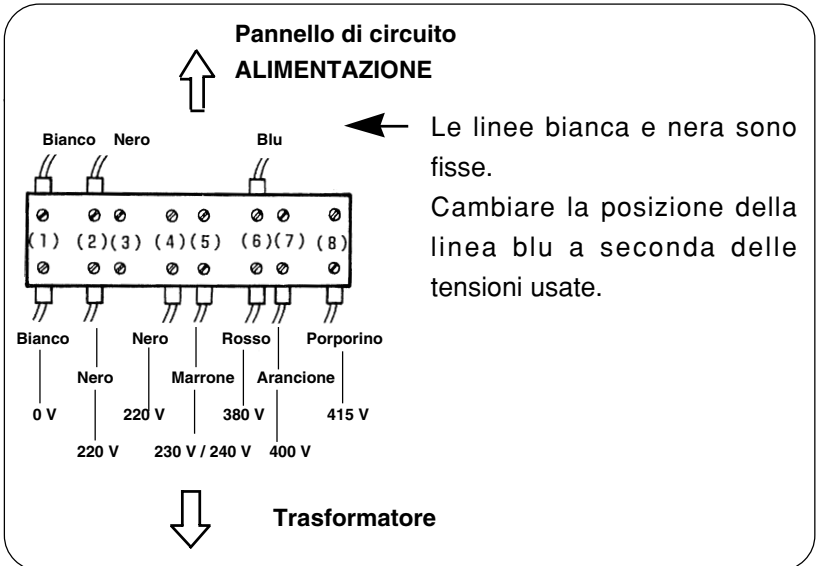 Pannello di circuito
ALIMENTAZIONE
Bianco Nero Blu
Le linee bianca e nera sono
fisse.
Cambiare la posizione della
linea blu a seconda delle
tensioni usate.
(1) (2) (3) (4) (5) (6) (7) (8)
Bianco Nero Rosso Porporino
Nero Marrone Arancione
0 V 220 V 380 V 415 V
220 V 230 V / 240 V 400 V
Trasformatore